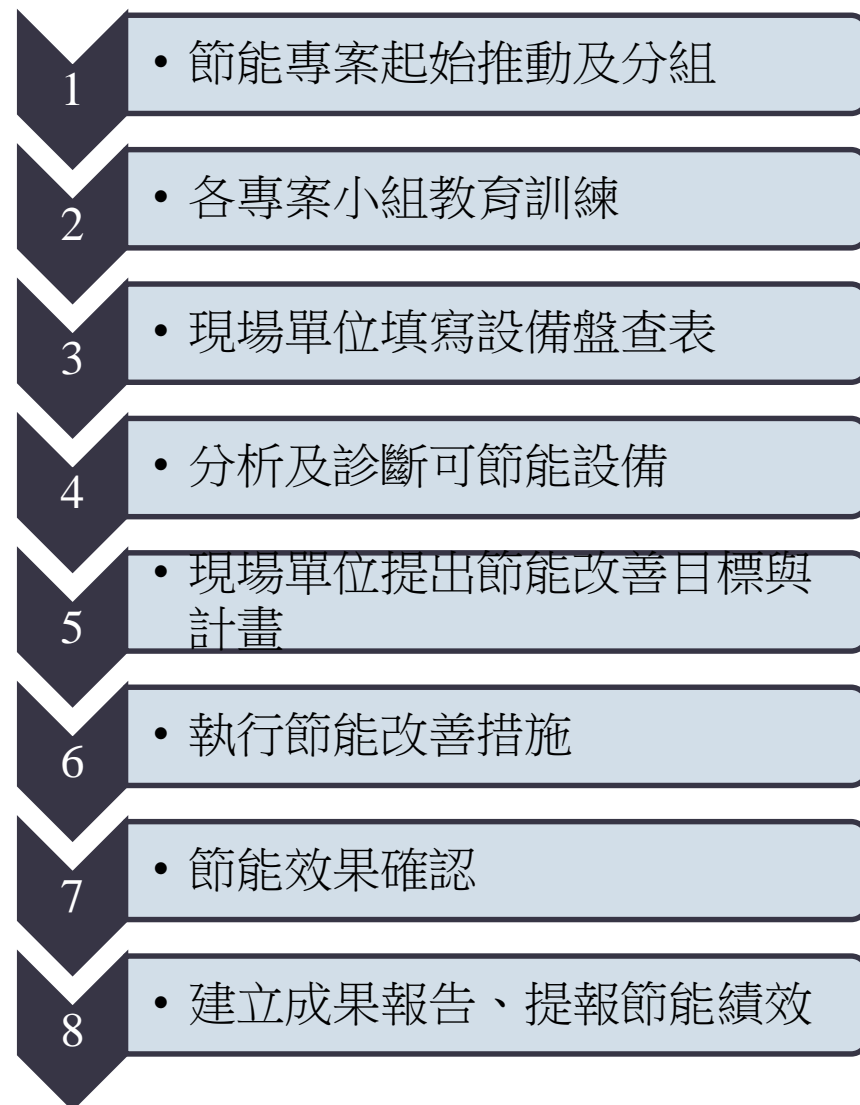 1
• 節能專案起始推動及分組
2
• 各專案小組教育訓練
3
• 現場單位填寫設備盤查表
4
• 分析及診斷可節能設備
5
• 現場單位提出節能改善目標與
計畫
6
• 執行節能改善措施
7
• 節能效果確認
8
• 建立成果報告、提報節能績效